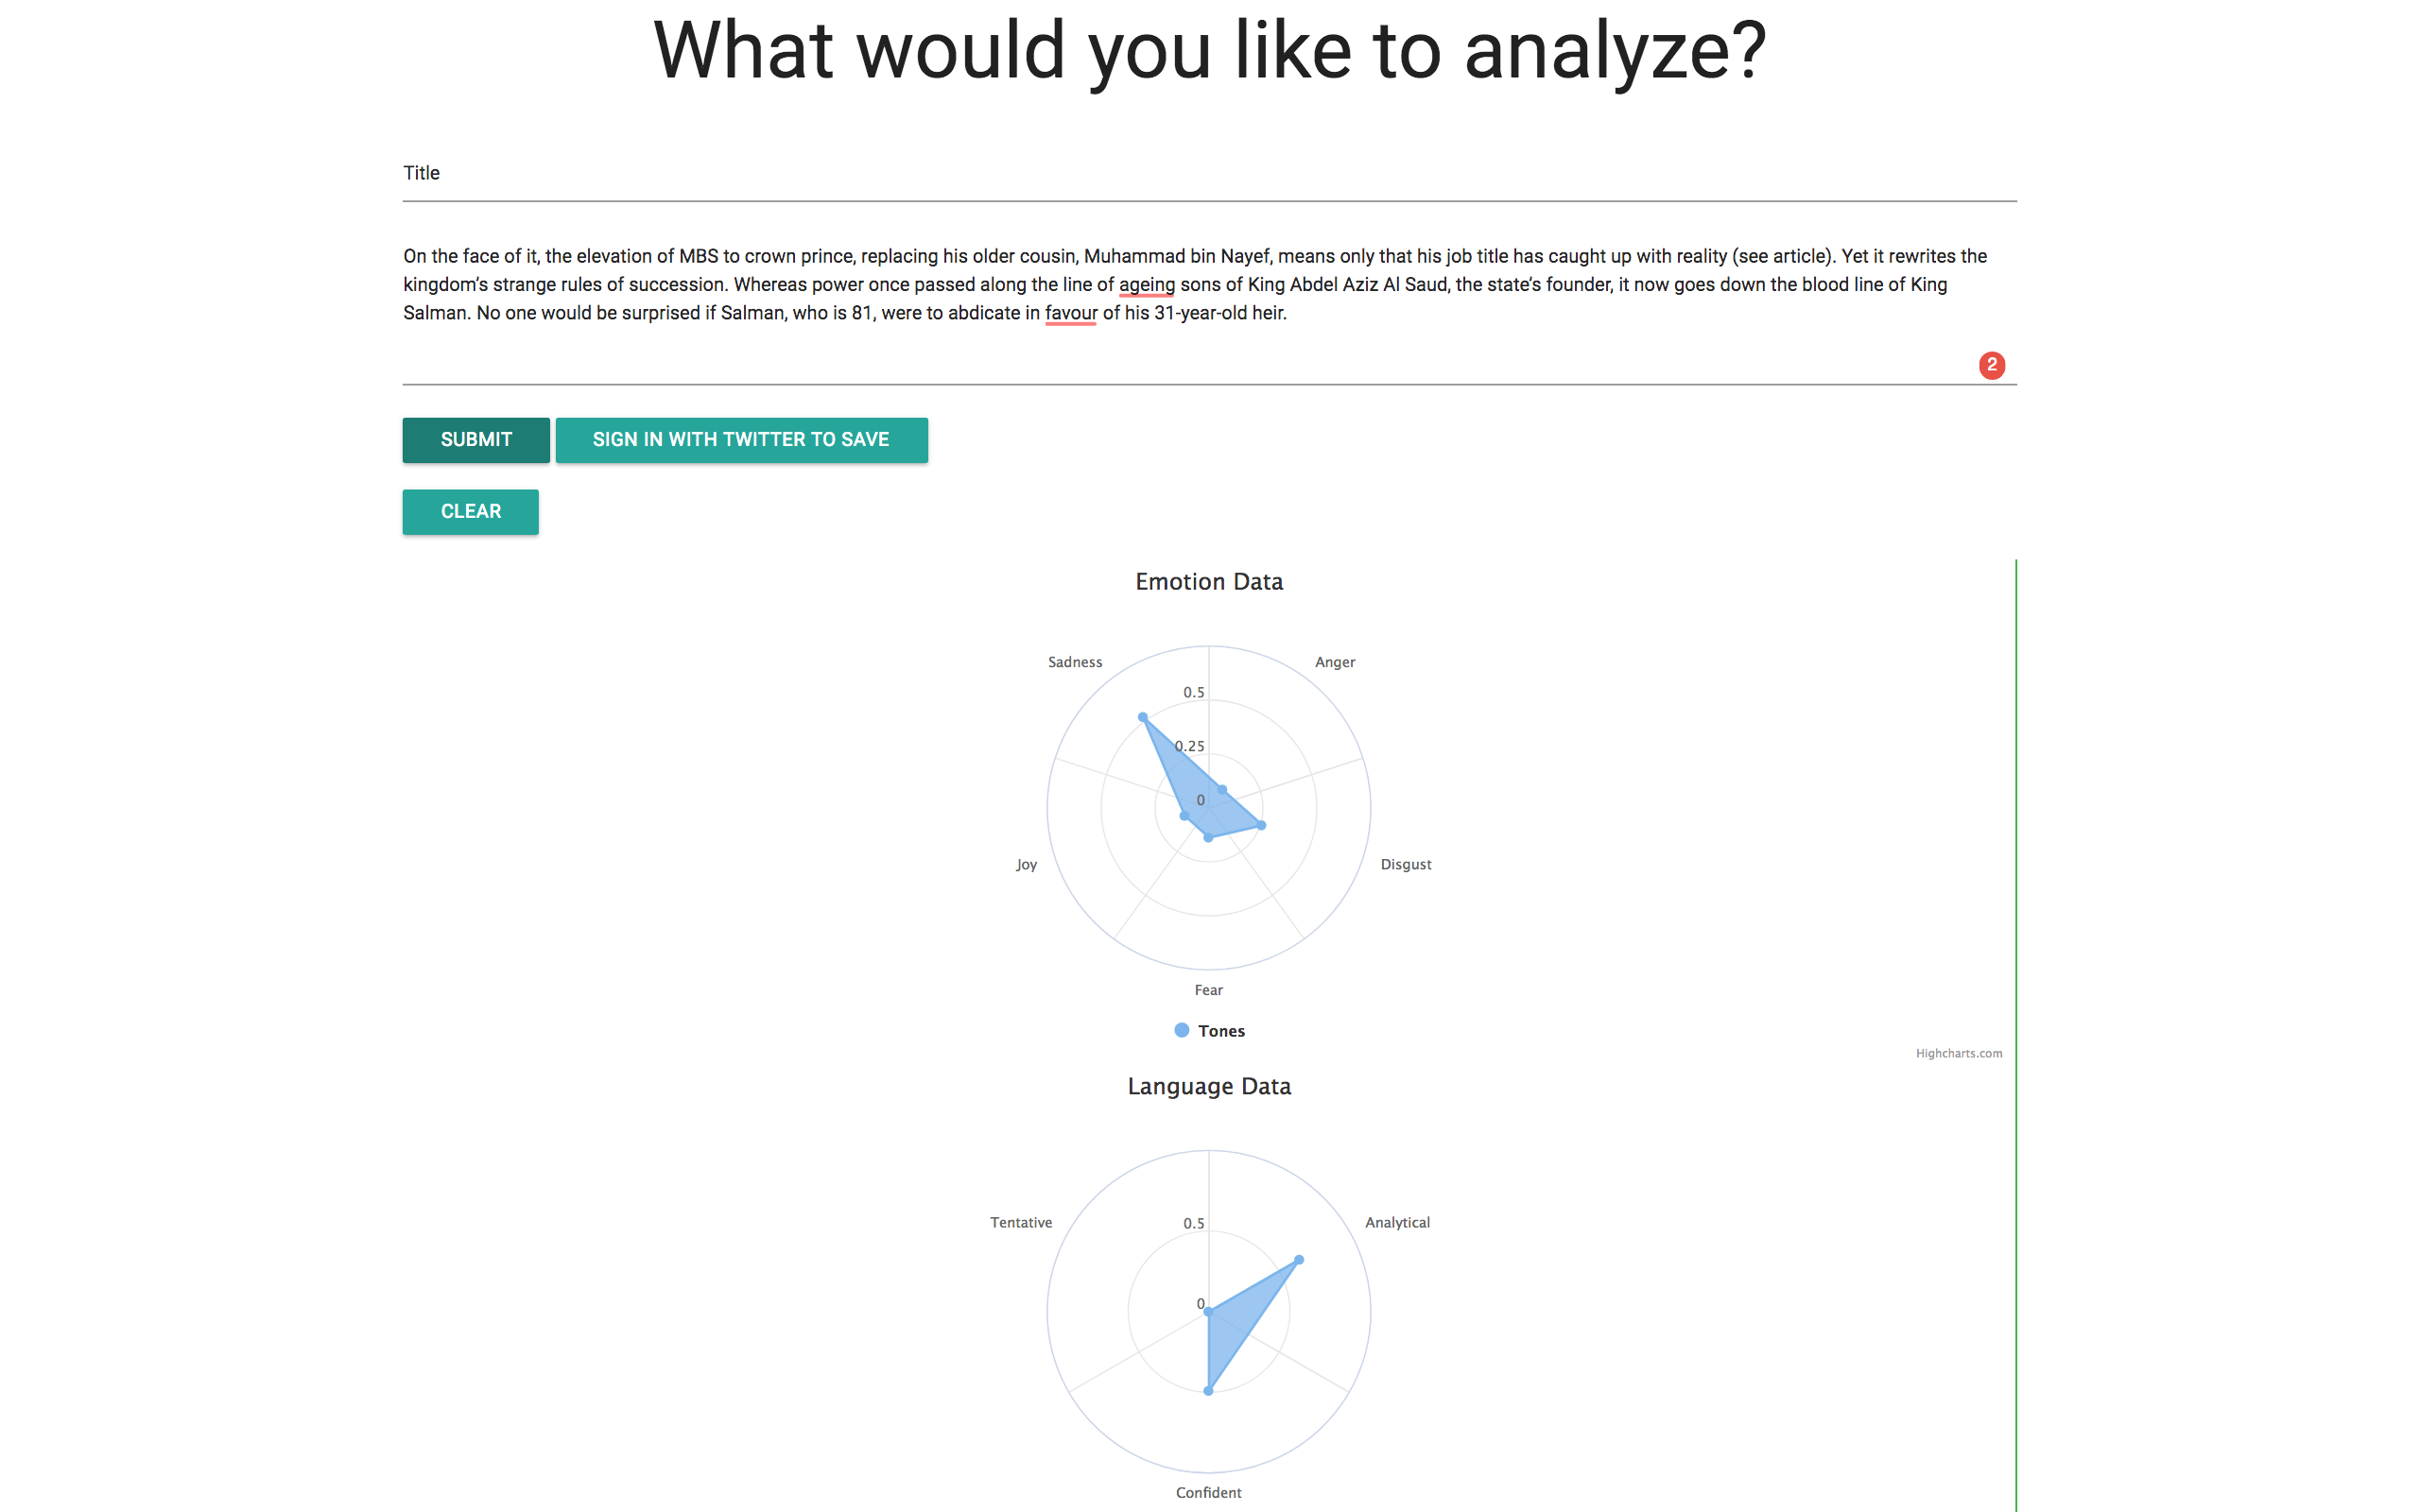 What would you like to analyze?
Title
On the face of it, the elevation of MBS to crown prince, replacing his older cousin, Muhammad bin Nayef, means only that his job title has caught up with reality (see article). Yet it rewrites the
kingdom’s strange rules of succession. Whereas power once passed along the line of ageing sons of King Abdel Aziz Al Saud, the state’s founder, it now goes down the blood line of King
Salman. No one would be surprised if Salman, who is 81, were to abdicate in favour of his 31-year-old heir.
2
SUBMIT SIGN IN WITH TWITTER TO SAVE
CLEAR
Emotion Data
Sadness Anger
0.5
0.25
0
Joy Disgust
Fear
Tones
Highcharts.com
Language Data
Tentative 0.5 Analytical
0
Confident